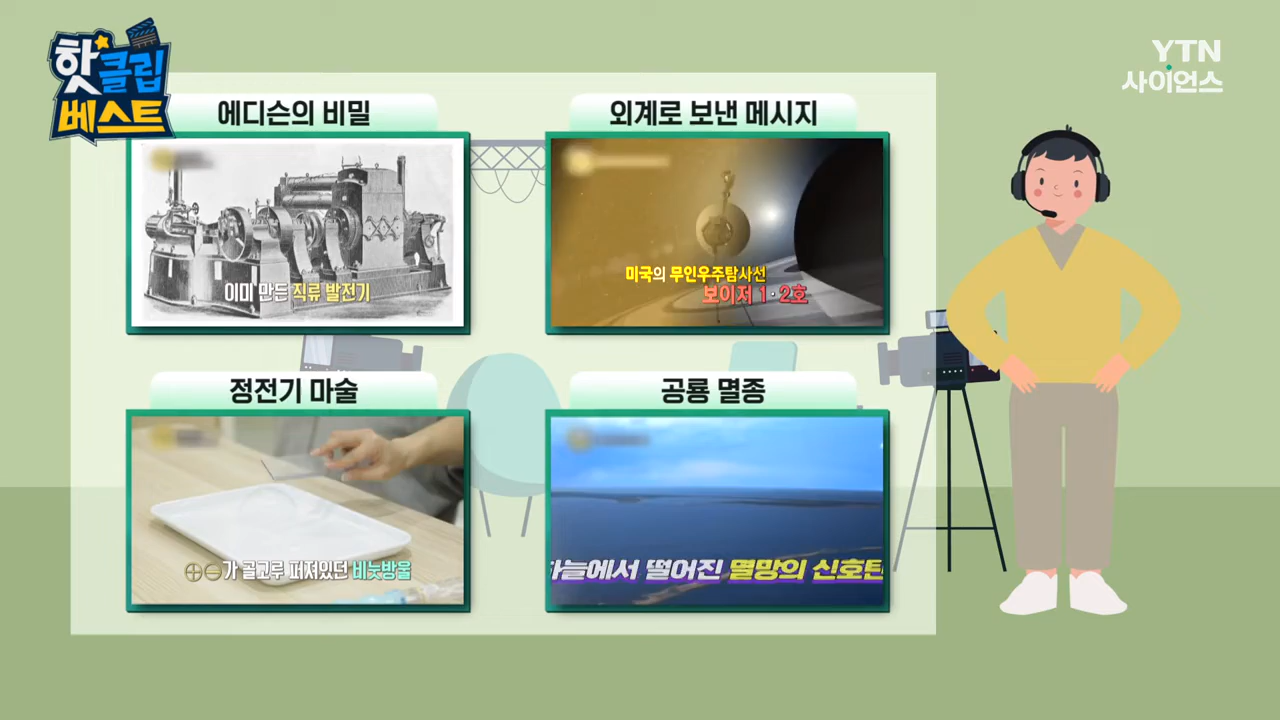 핫클립
베스트
YTN
사이언스
에디슨의 비밀
이미 만든 직류 발전기
외계로 보낸 메시지
미국의 무인우주탐사선
보이저 1·2호
정전기 마술
⊕⊖가 골고루 퍼져있던 비눗방울
공룡 멸종
하늘에서 떨어진 멸망의 신호탄